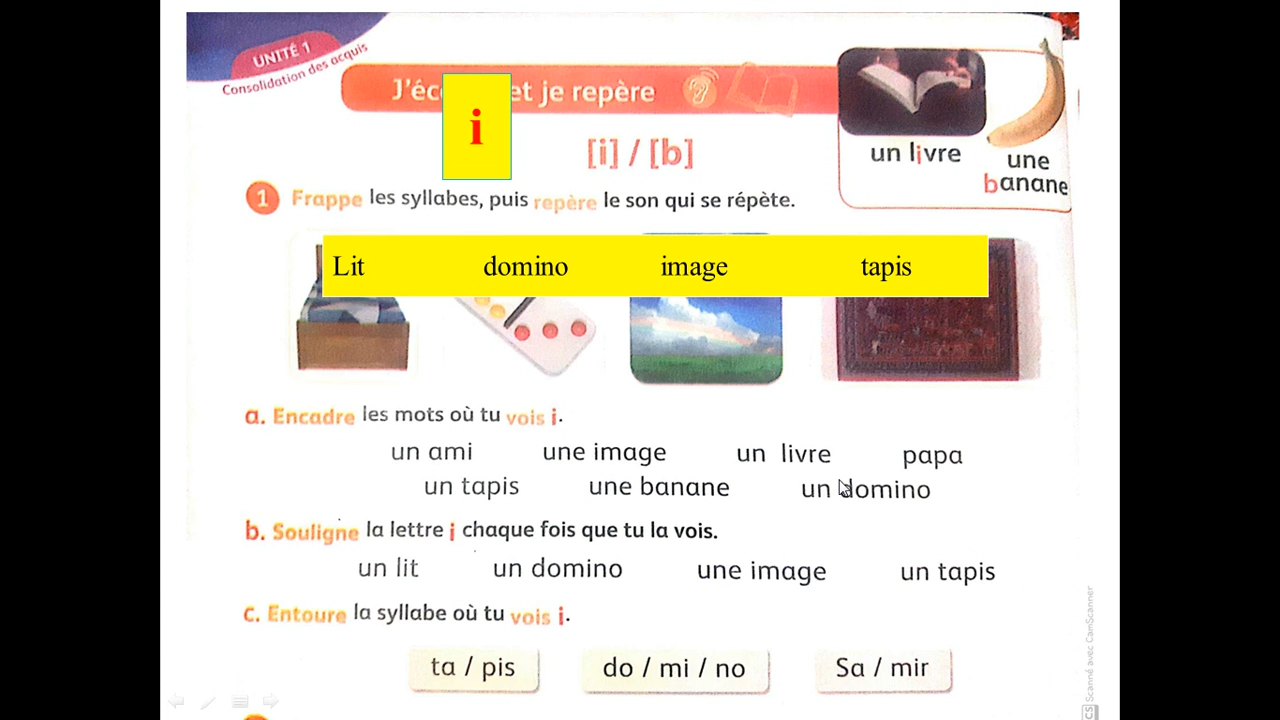 UNITÉ 1
Consolidation des acquis
J'éc et je repère
i
[i] / [b]
un livre
une
banane
1 Frappe les syllabes, puis repère le son qui se répète.
Lit domino image tapis
a. Encadre les mots où tu vois i.
un ami une image un livre papa
un tapis une banane un domino
b. Souligne la lettre i chaque fois que tu la vois.
un lit un domino une image un tapis
c. Entoure la syllabe où tu vois i.
ta / pis do / mi / no Sa / mir
CS Scanné avec CamScanner